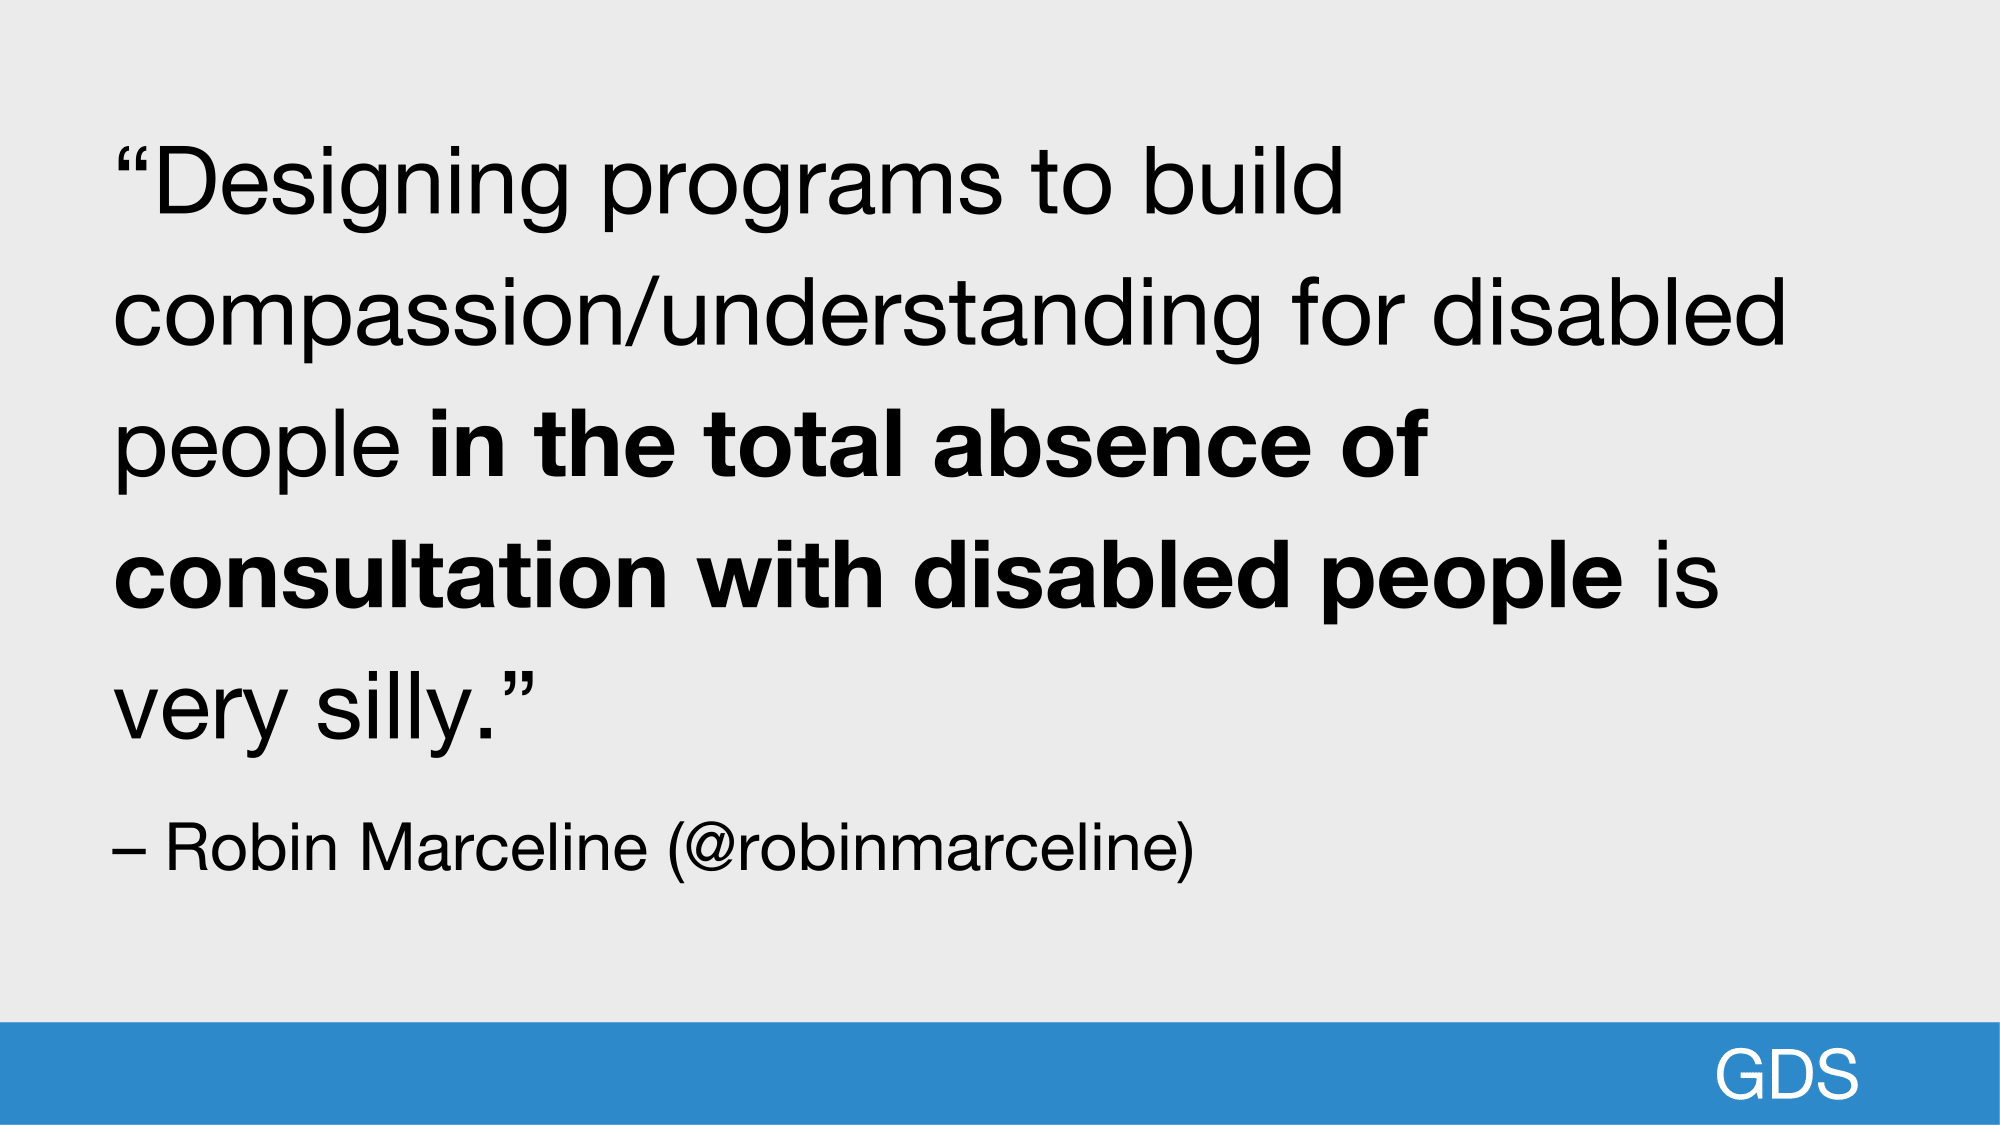 “Designing programs to build
compassion/understanding for disabled
people in the total absence of
consultation with disabled people is
very silly.”
– Robin Marceline (@robinmarceline)
GDS